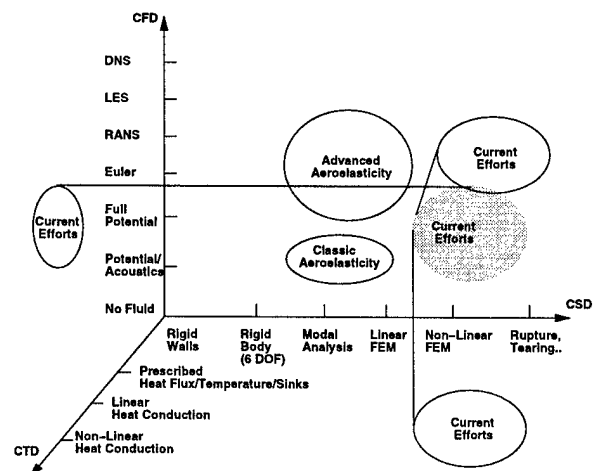 CFD
DNS
LES
RANS
Euler
Full
Potential
Potential/
Acoustics
No Fluid
Advanced
Aeroelasticity
Classic
Aeroelasticity
Current
Efforts
Current
Efforts
Current
Efforts
CSD
Rigid
Walls
Rigid
Body
(6 DOF)
Modal
Analysis
Linear
FEM
Non-Linear
FEM
Rupture,
Tearing..
Prescribed
Heat Flux/Temperature/Sinks
Linear
Heat Conduction
Non-Linear
Heat Conduction
CTD
Current
Efforts